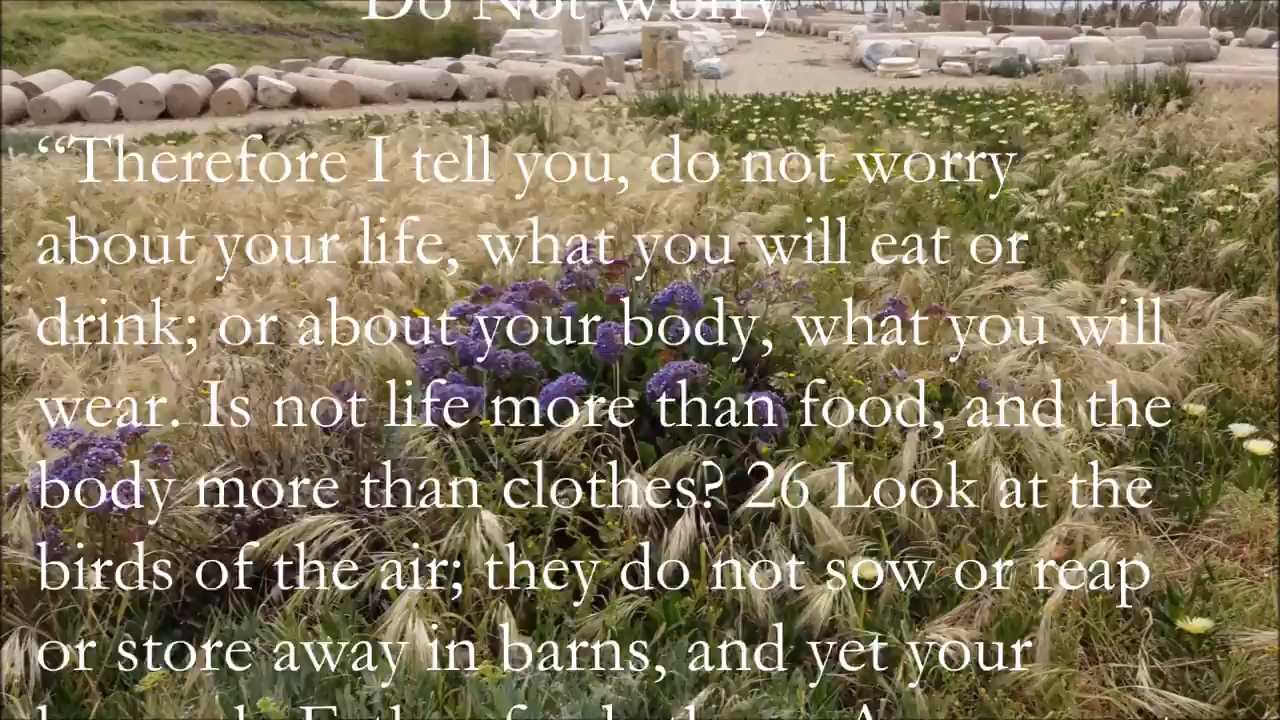 Do Not worry
“Therefore I tell you, do not worry
about your life, what you will eat or
drink; or about your body, what you will
wear. Is not life more than food, and the
body more than clothes? 26 Look at the
birds of the air; they do not sow or reap
or store away in barns, and yet your